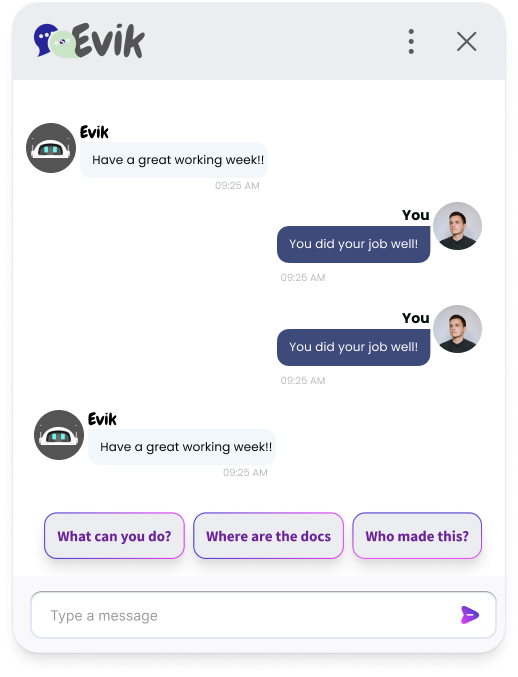 Evik
Evik
Have a great working week!!
09:25 AM
You
You did your job well!
09:25 AM
You
You did your job well!
09:25 AM
Evik
Have a great working week!!
09:25 AM
What can you do?
Where are the docs
Who made this?
Type a message